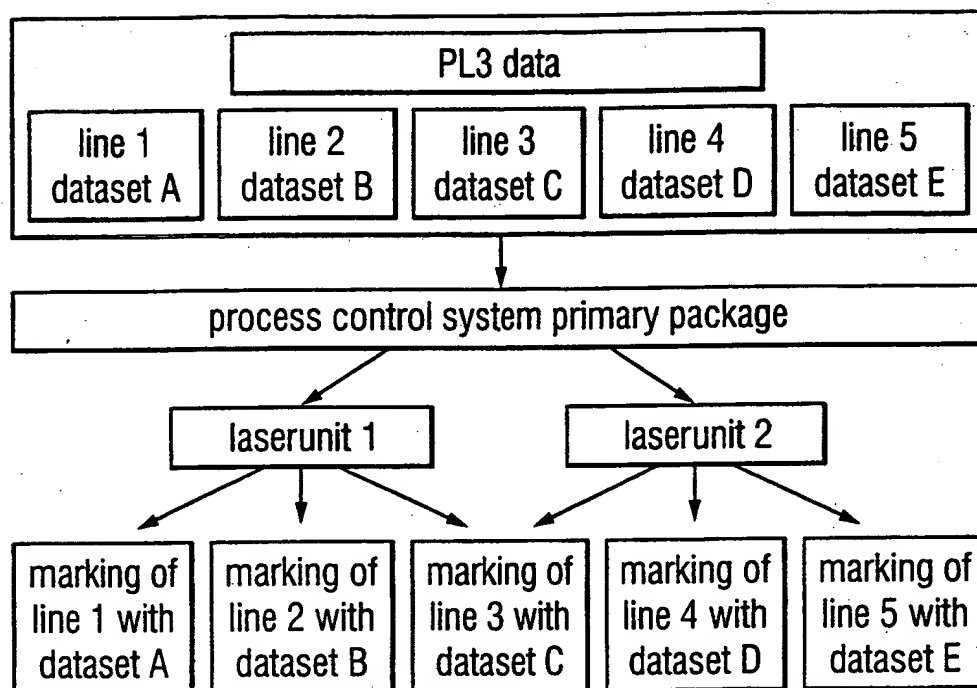 PL3 data
line 1
dataset A
line 2
dataset B
line 3
dataset C
line 4
dataset D
line 5
dataset E
process control system primary package
laserunit 1
laserunit 2
marking of
line 1 with
dataset A
marking of
line 2 with
dataset B
marking of
line 3 with
dataset C
marking of
line 4 with
dataset D
marking of
line 5 with
dataset E